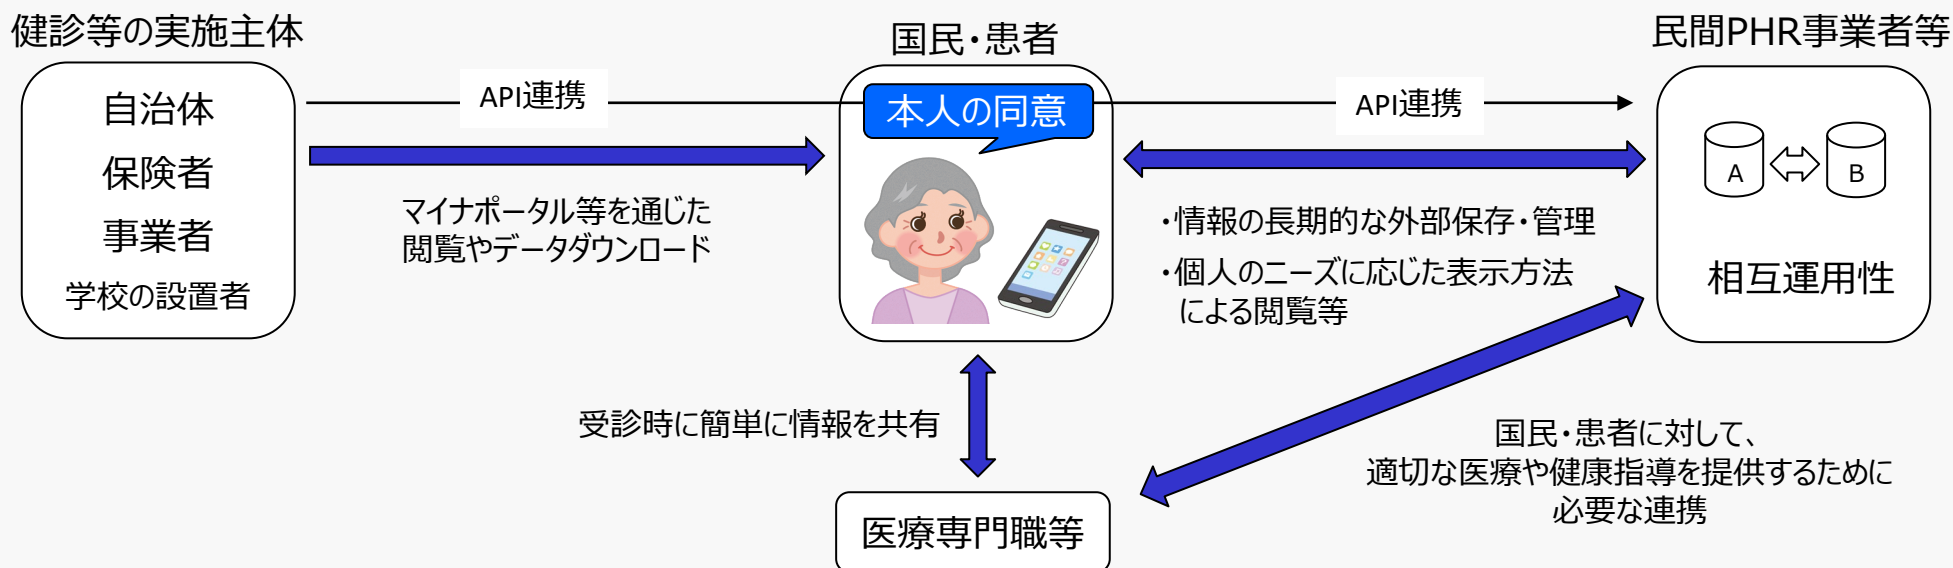 健診等の実施主体
自治体
保険者
事業者
学校の設置者
API連携
マイナポータル等を通じた
閲覧やデータダウンロード
国民・患者
本人の同意
API連携
・情報の長期的な外部保存・管理
・個人のニーズに応じた表示方法
による閲覧等
民間PHR事業者等
A
B
相互運用性
受診時に簡単に情報を共有
医療専門職等
国民・患者に対して、
適切な医療や健康指導を提供するために
必要な連携